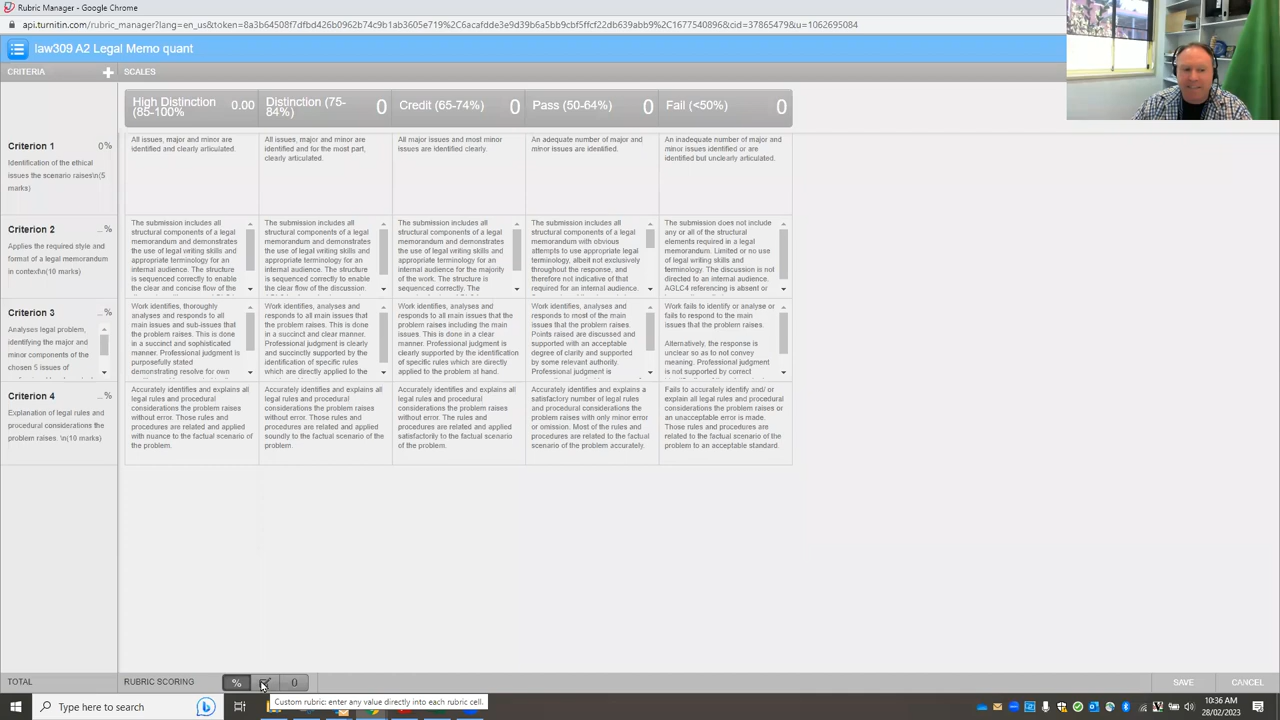 Rubric Manager - Google Chrome
api.turnitin.com/rubric_manager?lang=en_us&token=8a3b64508f7dfbd426b0962b74c9b1ab3605e719%2C6acafdde3e9d39b6a5bb9cbf5ffcf22db639abb9%2C1677540896&cid=37865479&u=1062695084
law309 A2 Legal Memo quant
CRITERIA
SCALES
High Distinction
(85-100%
0.00
Distinction (75-
84%)
0
Credit (65-74%)
0
Pass (50-64%)
0
Fail (<50%)
0
Criterion 1
0%
Identification of the ethical
issues the scenario raises\n(5
marks)
All issues, major and minor are
identified and clearly articulated.
All issues, major and minor are
identified and for the most part,
clearly articulated.
All major issues and most minor
issues are identified clearly.
An adequate number of major and
minor issues are identified.
An inadequate number of major and
minor issues identified or are
identified but unclearly articulated.
Criterion 2
..%
Applies the required style and
format of a legal memorandum
in context\n(10 marks)
The submission includes all
structural components of a legal
memorandum and demonstrates
the use of legal writing skills and
appropriate terminology for an
internal audience. The structure
is sequenced correctly to enable
the clear and concise flow of the
The submission includes all
structural components of a legal
memorandum and demonstrates
the use of legal writing skills and
appropriate terminology for an
internal audience. The structure
is sequenced correctly to enable
the clear flow of the discussion.
The submission includes all
structural components of a legal
memorandum and demonstrates
the use of legal writing skills and
appropriate terminology for an
internal audience for the majority
of the work. The structure is
sequenced correctly. The
The submission includes all
structural components of a legal
memorandum with obvious
attempts to use appropriate
terminology, albeit not exclusively
throughout the response, and
therefore not indicative of that
required for an internal audience.
The submission does not include
any or all of the structural
elements required in a legal
memorandum. Limited or no use
of legal writing skills and
terminology. The discussion is not
directed to an internal audience.
AGLC4 referencing is absent or
Criterion 3
..%
Analyses legal problem,
identifying the major and
minor components of the
chosen 5 issues of
Work identifies, thoroughly
analyses and responds to all
main issues and sub-issues that
the problem raises. This is done
in a succinct and sophisticated
manner. Professional judgment is
purposefully stated
demonstrating resolve for own
Work identifies, analyses and
responds to all main issues that
the problem raises. This is done
in a succinct and clear manner.
Professional judgment is clearly
and succinctly supported by the
identification of specific rules
which are directly applied to the
Work identifies, analyses and
responds to all main issues that the
problem raises including the main
issues. This is done in a clear
manner. Professional judgment is
clearly supported by the identification
of specific rules which are directly
applied to the problem at hand.
Work identifies, analyses and
responds to most of the main
issues that the problem raises.
Points raised are discussed and
supported with an acceptable
degree of clarity and supported
by some relevant authority.
Professional judgment is
Work fails to identify or analyse or
fails to respond to the main
issues that the problem raises.
Alternatively, the response is
unclear so as to not convey
meaning. Professional judgment
is not supported by correct
Criterion 4
..%
Explanation of legal rules and
procedural considerations the
problem raises. \n(10 marks)
Accurately identifies and explains all
legal rules and procedural
considerations the problem raises
without error. Those rules and
procedures are related and applied
with nuance to the factual scenario of
the problem.
Accurately identifies and explains all
legal rules and procedural
considerations the problem raises
without error. Those rules and
procedures are related and applied
soundly to the factual scenario of the
problem.
Accurately identifies and explains all
legal rules and procedural
considerations the problem raises
without error. The rules and
procedures are related and applied
satisfactorily to the factual scenario
of the problem.
Accurately identifies and explains a
satisfactory number of legal rules
and procedural considerations the
problem raises with only minor error
or omission. Most of the rules and
procedures are related to the factual
scenario of the problem accurately.
Fails to accurately identify and/ or
explain all legal rules and procedural
considerations the problem raises or
an unacceptable error is made.
Those rules and procedures are
related to the factual scenario of the
problem to an acceptable standard.
TOTAL
RUBRIC SCORING
%
0
SAVE
CANCEL
Custom rubric: enter any value directly into each rubric cell.
Type here to search
10:36 AM
28/02/2023